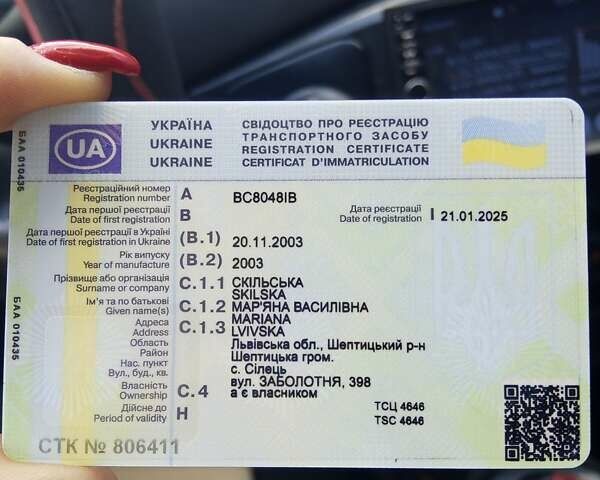 БАА 010435
UA
УКРАЇНА СВІДОЦТВО ПРО РЕЄСТРАЦІЮ
ТРАНСПОРТНОГО ЗАСОБУ
UKRAINE REGISTRATION CERTIFICATE
UKRAINE CERTIFICAT D'IMMATRICULATION
Реєстраційний номер A BC8048IB
Registration number
Дата першої реєстрації B Дата реєстрації I 21.01.2025
Date of first registration Date of registration
Дата першої реєстрації в Україні (B.1) 20.11.2003
Date of first registration in Ukraine
Рік випуску (B.2) 2003
Year of manufacture
Прізвище або організація C.1.1 СКІЛЬСЬКА
Surname or company SKILSKA
Ім'я та по батькові C.1.2 МАР'ЯНА ВАСИЛІВНА
Given name(s) MARIANA
Адреса C.1.3 LVIVSKA
Address
Область Львівська обл., Шептицький р-н
Район Шептицька гром.
Нас. пункт с. Сілець
Вул., буд., кв. вул. ЗАБОЛОТНЯ, 398
Власність C.4 а є власником
Ownership
Дійсне до H ТСЦ 4646
Period of validity TSC 4646
СТК № 806411
БАА 010435